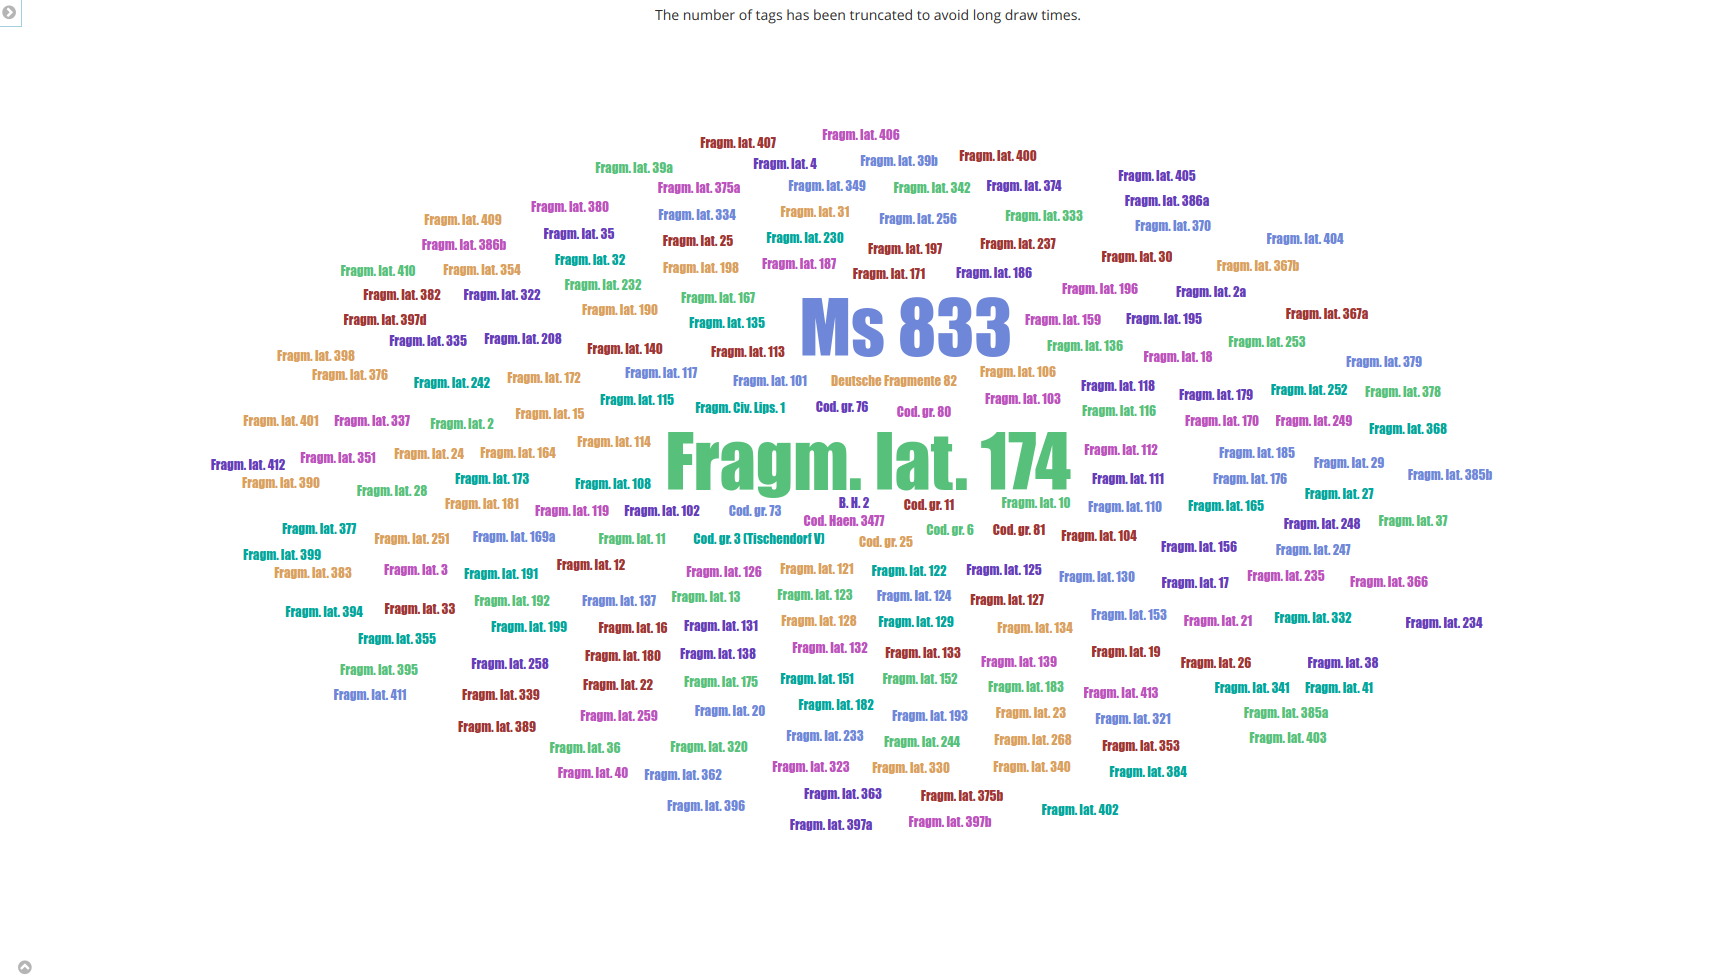 The number of tags has been truncated to avoid long draw times.
Fragm. lat. 406
Fragm. lat. 407
Fragm. lat. 400
Fragm. lat. 39b
Fragm. lat. 4
Fragm. lat. 39a
Fragm. lat. 405
Fragm. lat. 375a
Fragm. lat. 349
Fragm. lat. 342
Fragm. lat. 374
Fragm. lat. 386a
Fragm. lat. 380
Fragm. lat. 334
Fragm. lat. 31
Fragm. lat. 256
Fragm. lat. 333
Fragm. lat. 409
Fragm. lat. 370
Fragm. lat. 35
Fragm. lat. 25
Fragm. lat. 230
Fragm. lat. 197
Fragm. lat. 237
Fragm. lat. 404
Fragm. lat. 386b
Fragm. lat. 32
Fragm. lat. 198
Fragm. lat. 187
Fragm. lat. 171
Fragm. lat. 186
Fragm. lat. 30
Fragm. lat. 367b
Fragm. lat. 410
Fragm. lat. 354
Fragm. lat. 232
Fragm. lat. 196
Fragm. lat. 2a
Fragm. lat. 382
Fragm. lat. 322
Fragm. lat. 167
Fragm. lat. 190
Ms 833
Fragm. lat. 159
Fragm. lat. 195
Fragm. lat. 367a
Fragm. lat. 397d
Fragm. lat. 135
Fragm. lat. 335
Fragm. lat. 208
Fragm. lat. 140
Fragm. lat. 113
Fragm. lat. 136
Fragm. lat. 253
Fragm. lat. 398
Fragm. lat. 18
Fragm. lat. 379
Fragm. lat. 376
Fragm. lat. 242
Fragm. lat. 172
Fragm. lat. 117
Fragm. lat. 101
Deutsche Fragmente 82
Fragm. lat. 106
Fragm. lat. 118
Fragm. lat. 179
Fragm. lat. 252
Fragm. lat. 378
Fragm. lat. 115
Fragm. Civ. Lips. 1
Cod. gr. 76
Cod. gr. 80
Fragm. lat. 103
Fragm. lat. 116
Fragm. lat. 401
Fragm. lat. 337
Fragm. lat. 2
Fragm. lat. 15
Fragm. lat. 170
Fragm. lat. 249
Fragm. lat. 368
Fragm. lat. 114
Fragm. lat. 174
Fragm. lat. 112
Fragm. lat. 185
Fragm. lat. 412
Fragm. lat. 351
Fragm. lat. 24
Fragm. lat. 164
Fragm. lat. 29
Fragm. lat. 390
Fragm. lat. 28
Fragm. lat. 173
Fragm. lat. 108
Fragm. lat. 111
Fragm. lat. 176
Fragm. lat. 385b
Fragm. lat. 27
Fragm. lat. 181
Fragm. lat. 119
Fragm. lat. 102
Cod. gr. 73
B. H. 2
Cod. gr. 11
Fragm. lat. 10
Fragm. lat. 110
Fragm. lat. 165
Fragm. lat. 377
Cod. Haen. 3477
Fragm. lat. 248
Fragm. lat. 37
Fragm. lat. 251
Fragm. lat. 169a
Fragm. lat. 11
Cod. gr. 3 (Tischendorf V)
Cod. gr. 25
Cod. gr. 6
Cod. gr. 81
Fragm. lat. 104
Fragm. lat. 156
Fragm. lat. 247
Fragm. lat. 399
Fragm. lat. 383
Fragm. lat. 3
Fragm. lat. 191
Fragm. lat. 12
Fragm. lat. 126
Fragm. lat. 121
Fragm. lat. 122
Fragm. lat. 125
Fragm. lat. 130
Fragm. lat. 17
Fragm. lat. 235
Fragm. lat. 366
Fragm. lat. 394
Fragm. lat. 33
Fragm. lat. 192
Fragm. lat. 137
Fragm. lat. 13
Fragm. lat. 123
Fragm. lat. 124
Fragm. lat. 127
Fragm. lat. 153
Fragm. lat. 21
Fragm. lat. 332
Fragm. lat. 234
Fragm. lat. 355
Fragm. lat. 199
Fragm. lat. 16
Fragm. lat. 131
Fragm. lat. 128
Fragm. lat. 129
Fragm. lat. 134
Fragm. lat. 395
Fragm. lat. 258
Fragm. lat. 180
Fragm. lat. 138
Fragm. lat. 132
Fragm. lat. 133
Fragm. lat. 139
Fragm. lat. 19
Fragm. lat. 26
Fragm. lat. 38
Fragm. lat. 411
Fragm. lat. 339
Fragm. lat. 22
Fragm. lat. 175
Fragm. lat. 151
Fragm. lat. 152
Fragm. lat. 183
Fragm. lat. 413
Fragm. lat. 341
Fragm. lat. 41
Fragm. lat. 389
Fragm. lat. 259
Fragm. lat. 20
Fragm. lat. 182
Fragm. lat. 193
Fragm. lat. 23
Fragm. lat. 321
Fragm. lat. 385a
Fragm. lat. 36
Fragm. lat. 320
Fragm. lat. 233
Fragm. lat. 244
Fragm. lat. 268
Fragm. lat. 353
Fragm. lat. 403
Fragm. lat. 40
Fragm. lat. 362
Fragm. lat. 323
Fragm. lat. 330
Fragm. lat. 340
Fragm. lat. 384
Fragm. lat. 396
Fragm. lat. 363
Fragm. lat. 375b
Fragm. lat. 402
Fragm. lat. 397a
Fragm. lat. 397b